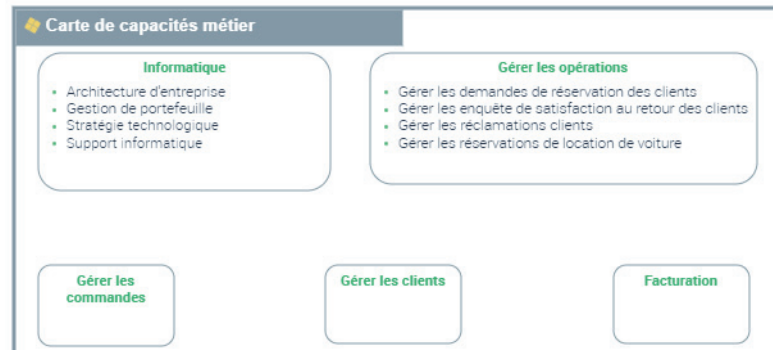 Carte de capacités métier
Informatique
Architecture d'entreprise
Gestion de portefeuille
Stratégie technologique
Support informatique
Gérer les opérations
Gérer les demandes de réservation des clients
Gérer les enquête de satisfaction au retour des clients
Gérer les réclamations clients
Gérer les réservations de location de voiture
Gérer les
commandes
Gérer les clients
Facturation